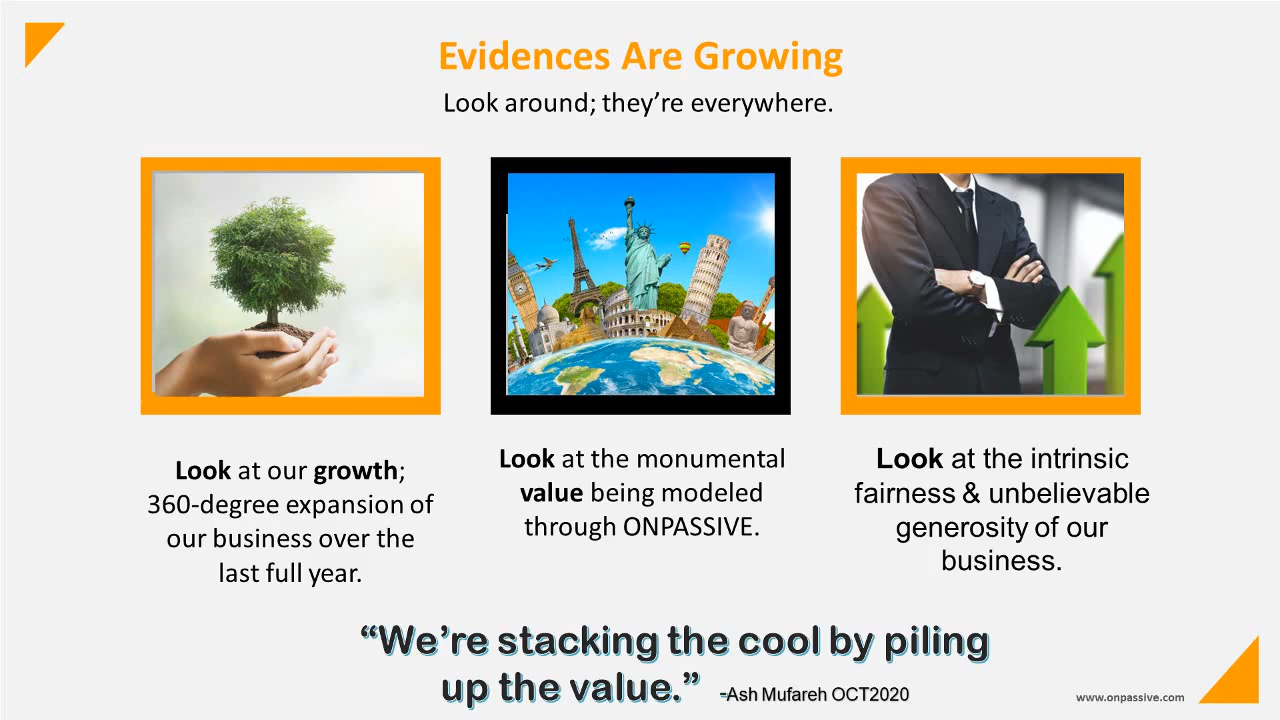 Evidences Are Growing
Look around; they’re everywhere.
Look at our growth;
360-degree expansion of
our business over the
last full year.
Look at the monumental
value being modeled
through ONPASSIVE.
Look at the intrinsic
fairness & unbelievable
generosity of our
business.
“We’re stacking the cool by piling
up the value.” -Ash Mufareh OCT2020
www.onpassive.com